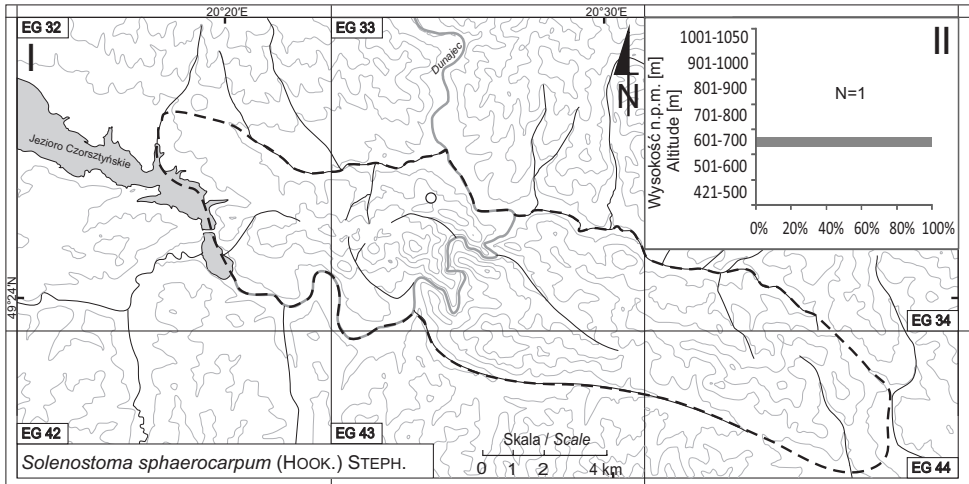 20°20'E
20°30'E
EG 32
EG 33
I
II
Dunajec
N
Jezioro Czorsztyńskie
49°24'N
Wysokość n.p.m. [m]
Altitude [m]
1001-1050
901-1000
801-900
701-800
601-700
501-600
421-500
N=1
0% 20% 40% 60% 80% 100%
EG 34
EG 42
EG 43
EG 44
Skala / Scale
0 1 2 4 km
Solenostoma sphaerocarpum (HOOK.) STEPH.